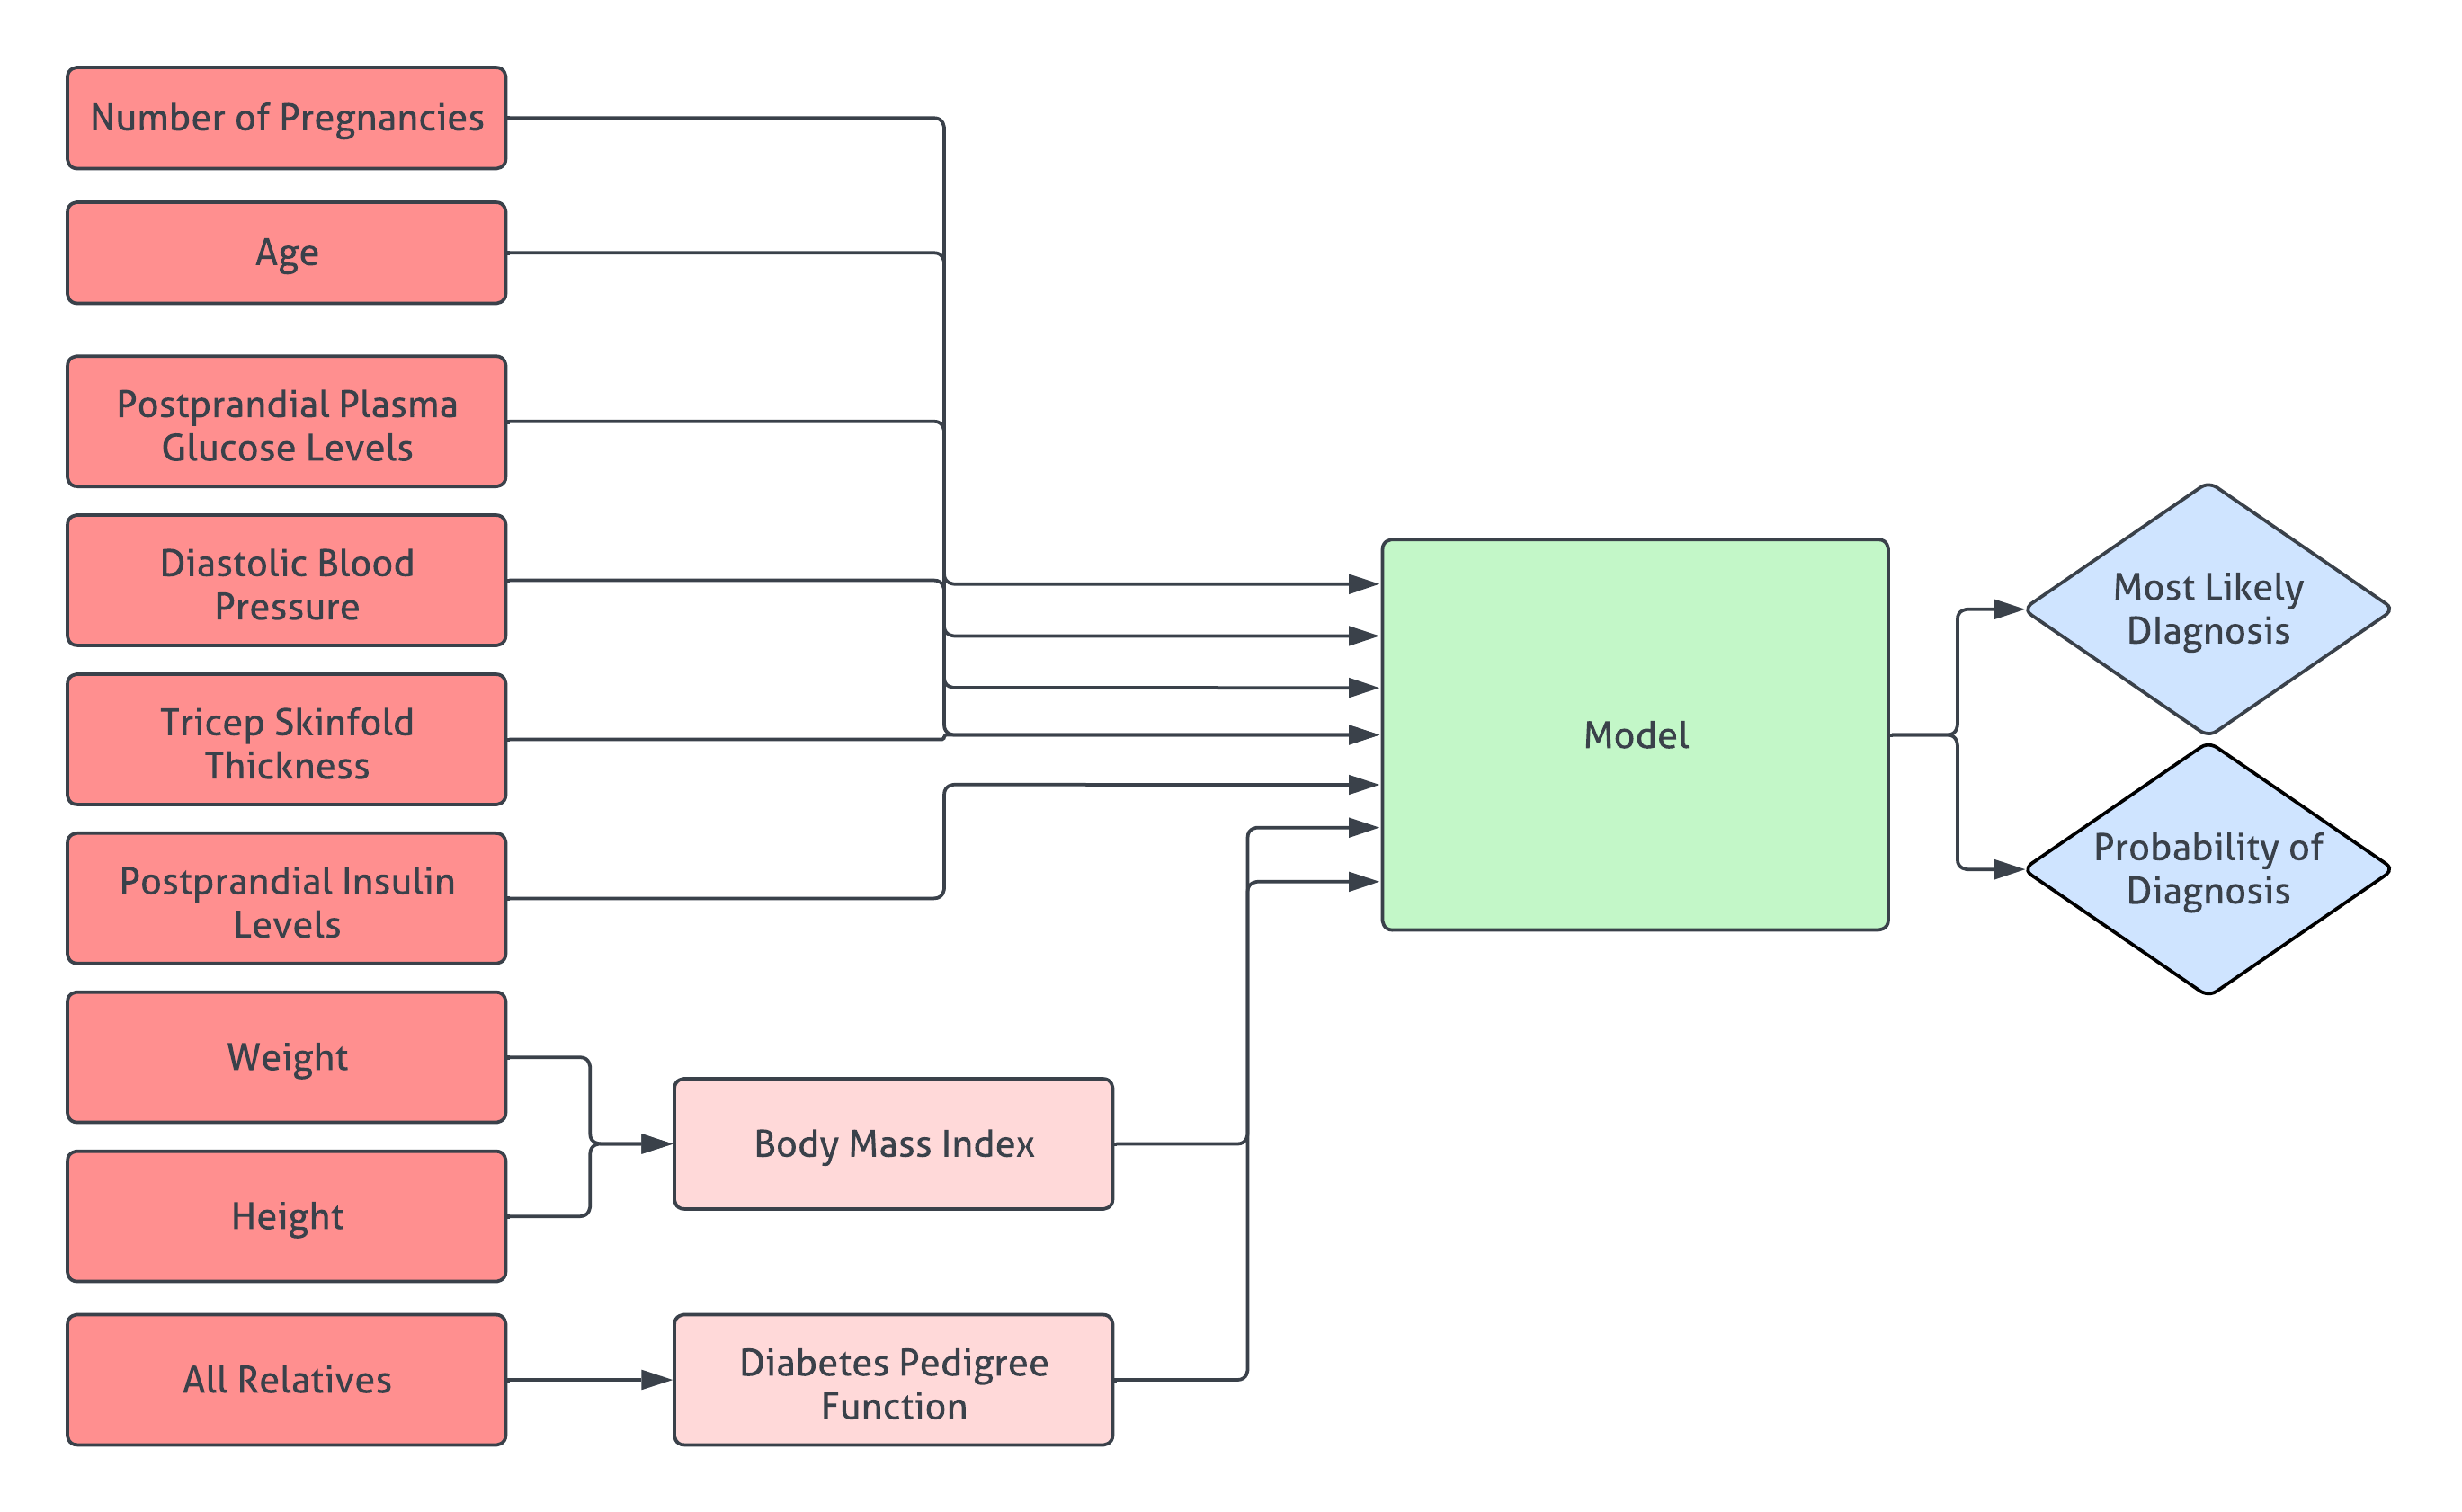 Number of Pregnancies
Age
Postprandial Plasma
Glucose Levels
Diastolic Blood
Pressure
Tricep Skinfold
Thickness
Postprandial Insulin
Levels
Weight
Height
All Relatives
Body Mass Index
Diabetes Pedigree
Function
Model
Most Likely
DIagnosis
Probability of
Diagnosis